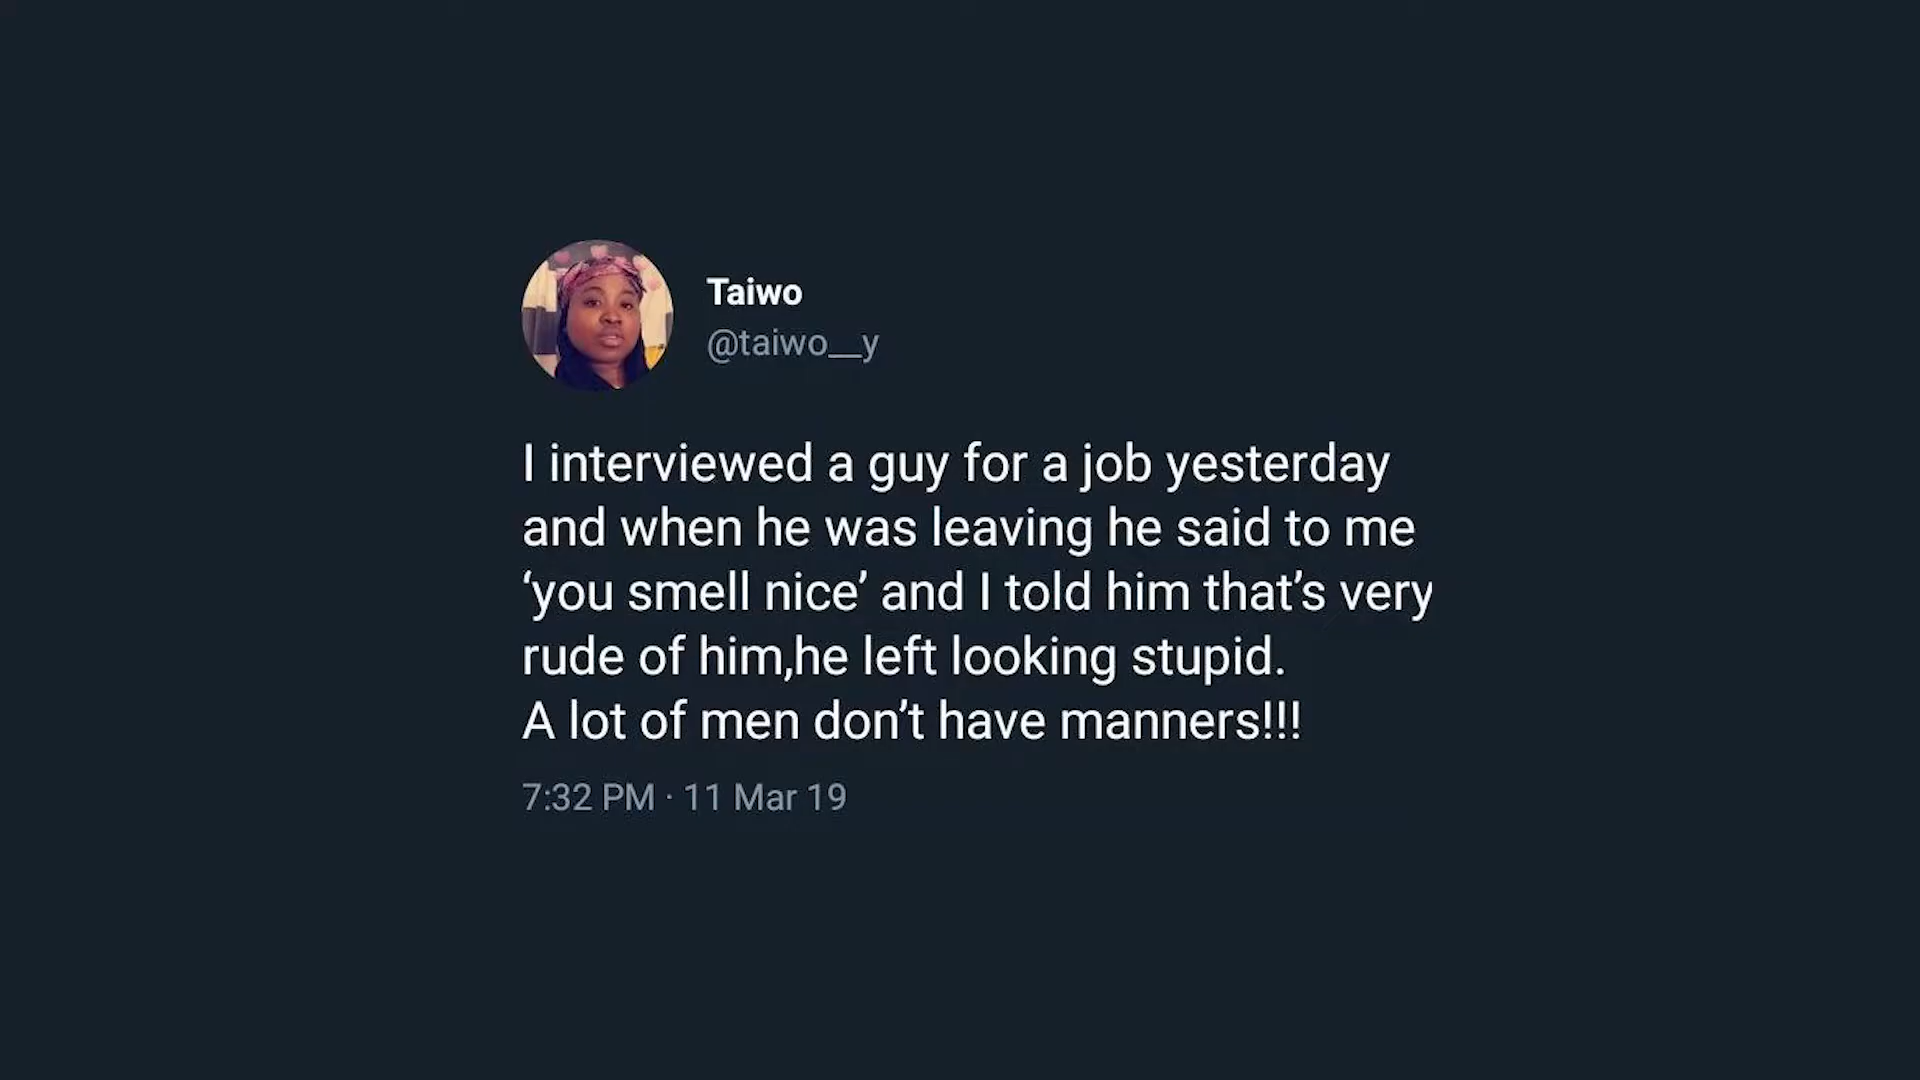 Taiwo
@taiwo__y
I interviewed a guy for a job yesterday
and when he was leaving he said to me
‘you smell nice’ and I told him that’s very
rude of him,he left looking stupid.
A lot of men don’t have manners!!!
7:32 PM · 11 Mar 19